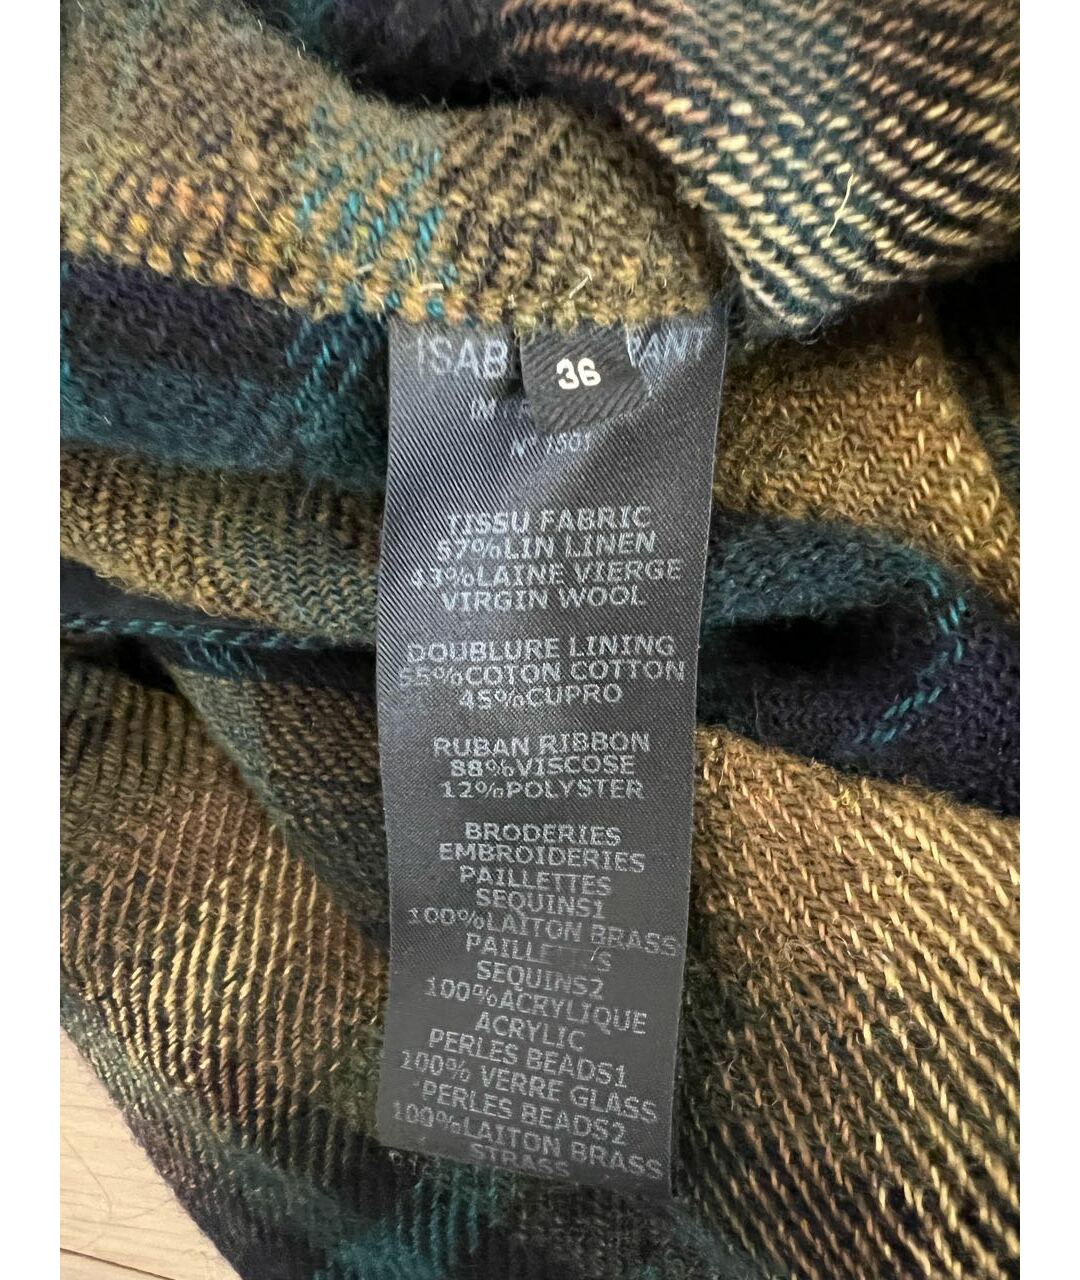 36
TISSU FABRIC
57%LIN LINEN
43%LAINE VIERGE
VIRGIN WOOL
DOUBLURE LINING
55%COTON COTTON
45%CUPRO
RUBAN RIBBON
88%VISCOSE
12%POLYSTER
BRODERIES
EMBROIDERIES
PAILLETTES
SEQUINS1
100%LAITON BRASS
SEQUINS2
100%ACRYLIQUE
ACRYLIC
PERLES BEADS1
100% VERRE GLASS
PERLES BEADS2
100%LAITON BRASS
STRASS